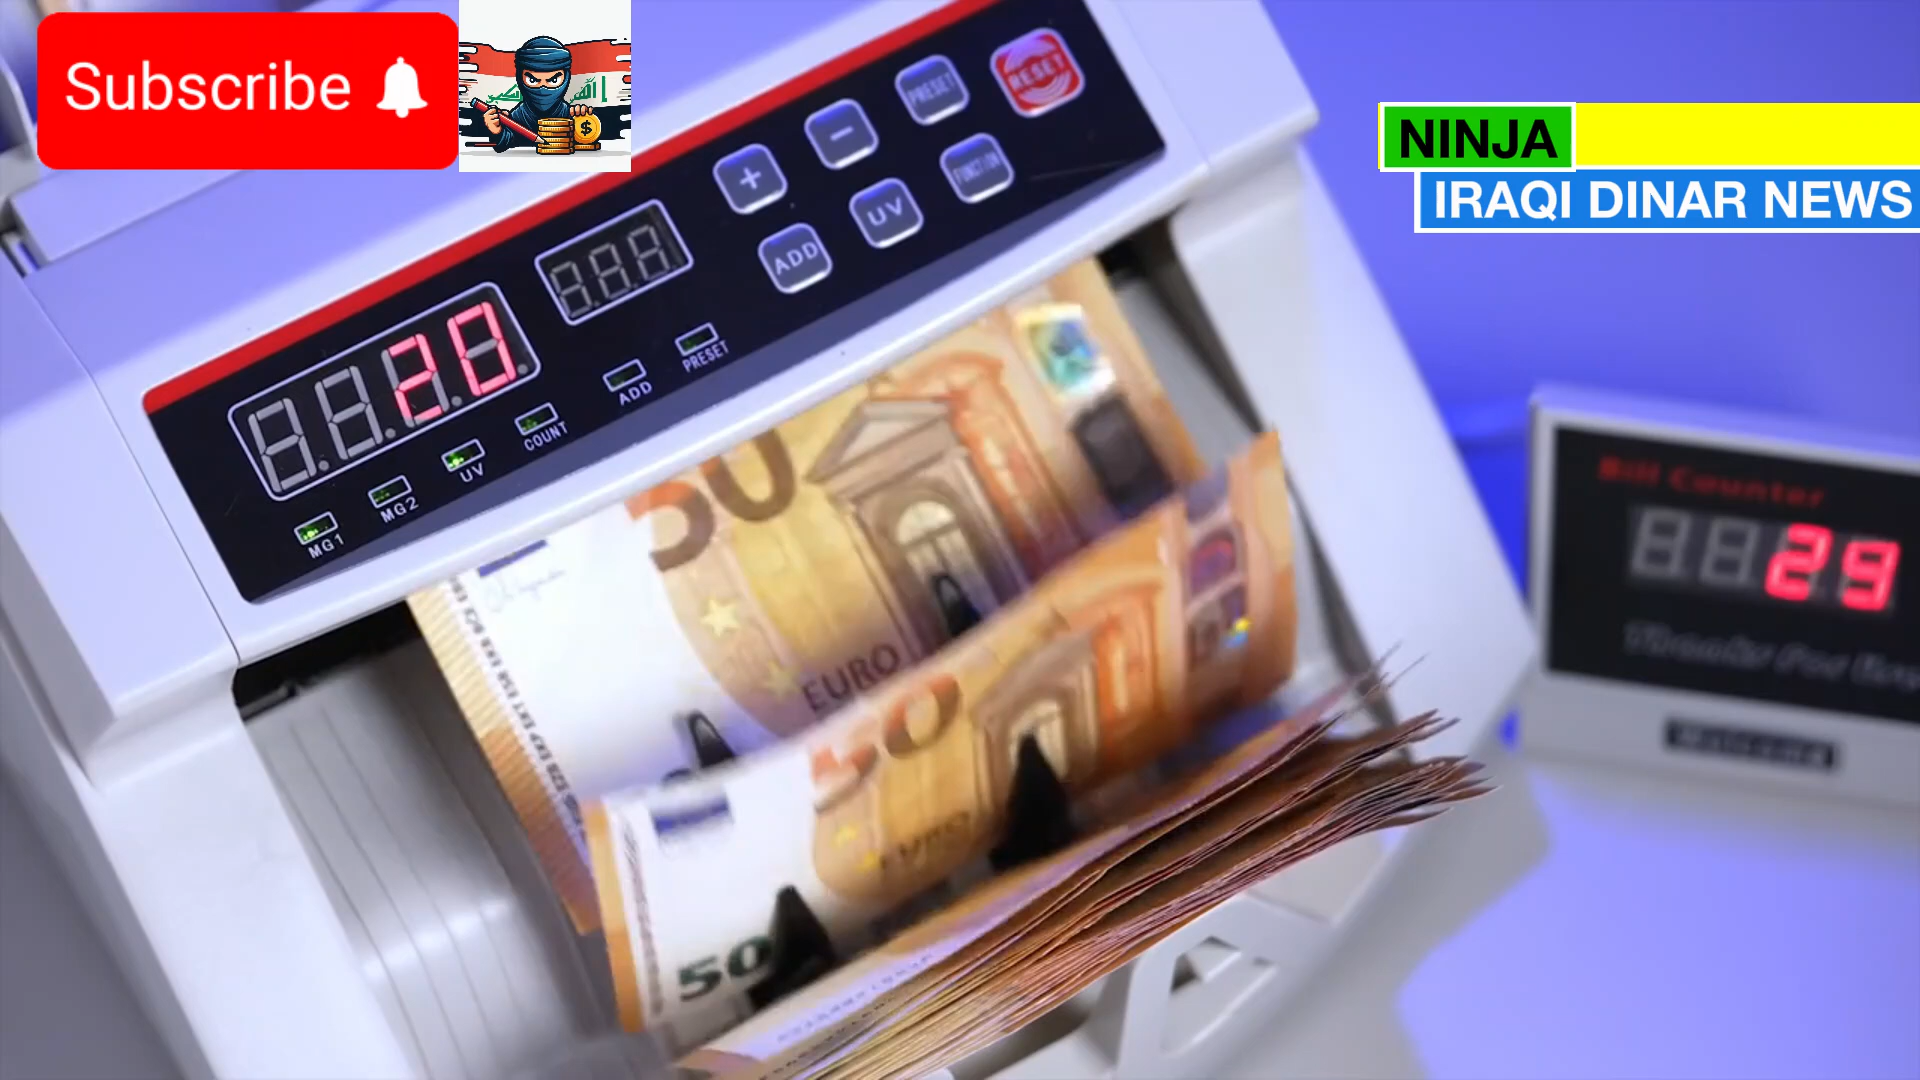 Subscribe
NINJA
IRAQI DINAR NEWS
+
-
PRESET
RESET
ADD
UV
FUNCTION
20
MG1
MG2
UV
COUNT
ADD
PRESET
50
EURO
50
EURO
50
Bill Counter
29